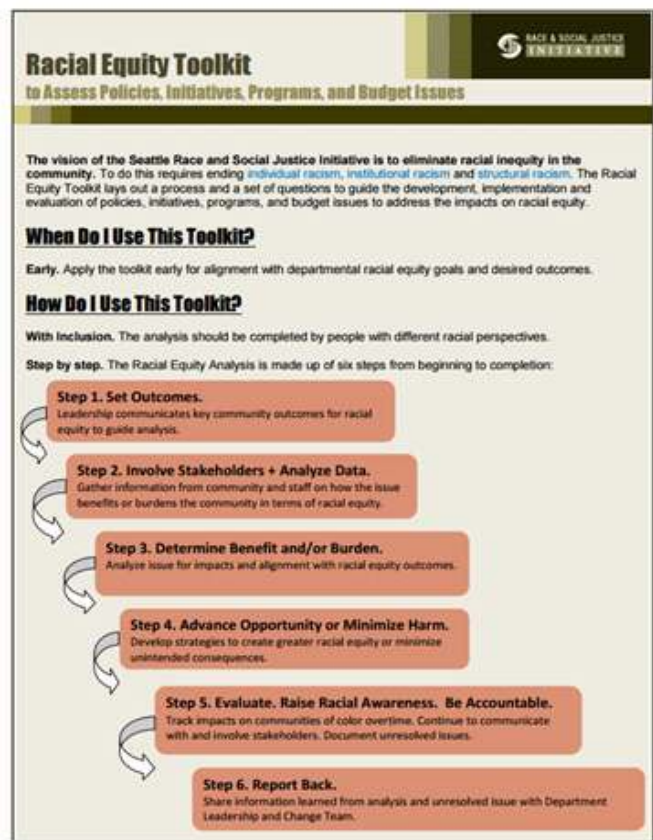 RACE & SOCIAL JUSTICE
INITIATIVE
Racial Equity Toolkit
to Assess Policies, Initiatives, Programs, and Budget Issues
The vision of the Seattle Race and Social Justice Initiative is to eliminate racial inequity in the
community. To do this requires ending individual racism, institutional racism and structural racism. The Racial
Equity Toolkit lays out a process and a set of questions to guide the development, implementation and
evaluation of policies, initiatives, programs, and budget issues to address the impacts on racial equity.
When Do I Use This Toolkit?
Early. Apply the toolkit early for alignment with departmental racial equity goals and desired outcomes.
How Do I Use This Toolkit?
With Inclusion. The analysis should be completed by people with different racial perspectives.
Step by step. The Racial Equity Analysis is made up of six steps from beginning to completion:
Step 1. Set Outcomes.
Leadership communicates key community outcomes for racial
equity to guide analysis.
Step 2. Involve Stakeholders + Analyze Data.
Gather information from community and staff on how the issue
benefits or burdens the community in terms of racial equity.
Step 3. Determine Benefit and/or Burden.
Analyze issue for impacts and alignment with racial equity outcomes.
Step 4. Advance Opportunity or Minimize Harm.
Develop strategies to create greater racial equity or minimize
unintended consequences.
Step 5. Evaluate. Raise Racial Awareness. Be Accountable.
Track impacts on communities of color overtime. Continue to communicate
with and involve stakeholders. Document unresolved issues.
Step 6. Report Back.
Share information learned from analysis and unresolved issue with Department
Leadership and Change Team.